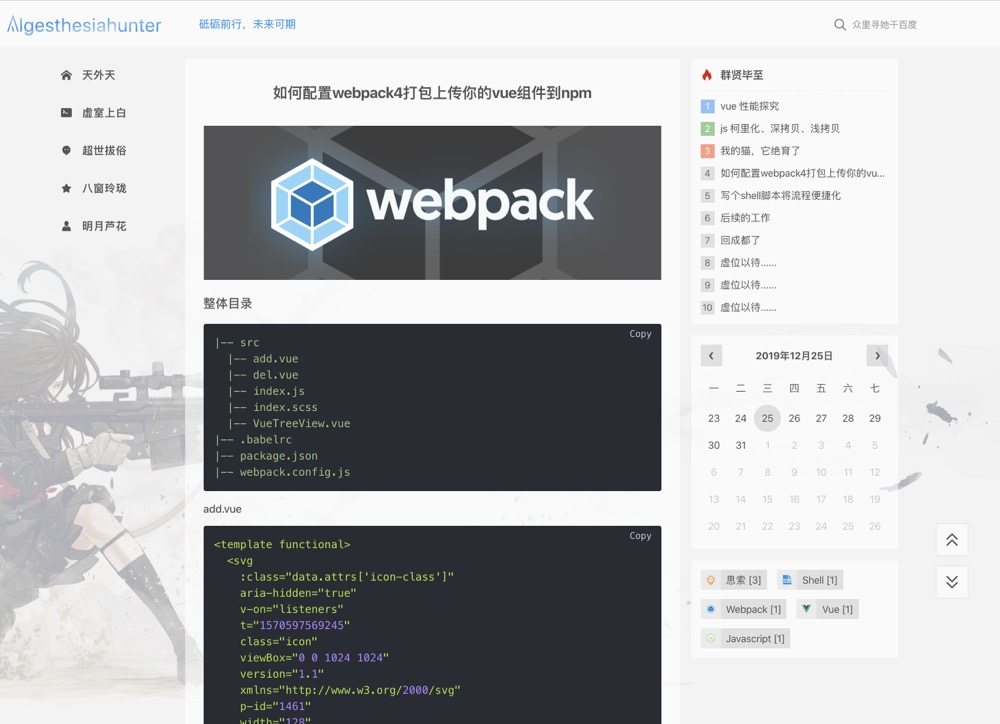 Algesthesiahunter
砥砺前行，未来可期
众里寻她千百度
天外天
虚室上白
超世拔俗
八窗玲珑
明月芦花
如何配置webpack4打包上传你的vue组件到npm
webpack
整体目录
Copy
|-- src
|-- add.vue
|-- del.vue
|-- index.js
|-- index.scss
|-- VueTreeView.vue
|-- .babelrc
|-- package.json
|-- webpack.config.js
add.vue
Copy
<template functional>
<svg
:class="data.attrs['icon-class']"
aria-hidden="true"
v-on="listeners"
t="1570597569245"
class="icon"
viewBox="0 0 1024 1024"
version="1.1"
xmlns="http://www.w3.org/2000/svg"
p-id="1461"
width="128"
群贤毕至
1 vue 性能探究
2 js 柯里化、深拷贝、浅拷贝
3 我的猫，它绝育了
4 如何配置webpack4打包上传你的vu...
5 写个shell脚本将流程便捷化
6 后续的工作
7 回成都了
8 虚位以待......
9 虚位以待......
10 虚位以待......
2019年12月25日
一 二 三 四 五 六 七
23 24 25 26 27 28 29
30 31 1 2 3 4 5
6 7 8 9 10 11 12
13 14 15 16 17 18 19
20 21 22 23 24 25 26
思索 [3]
Shell [1]
Webpack [1]
Vue [1]
Javascript [1]